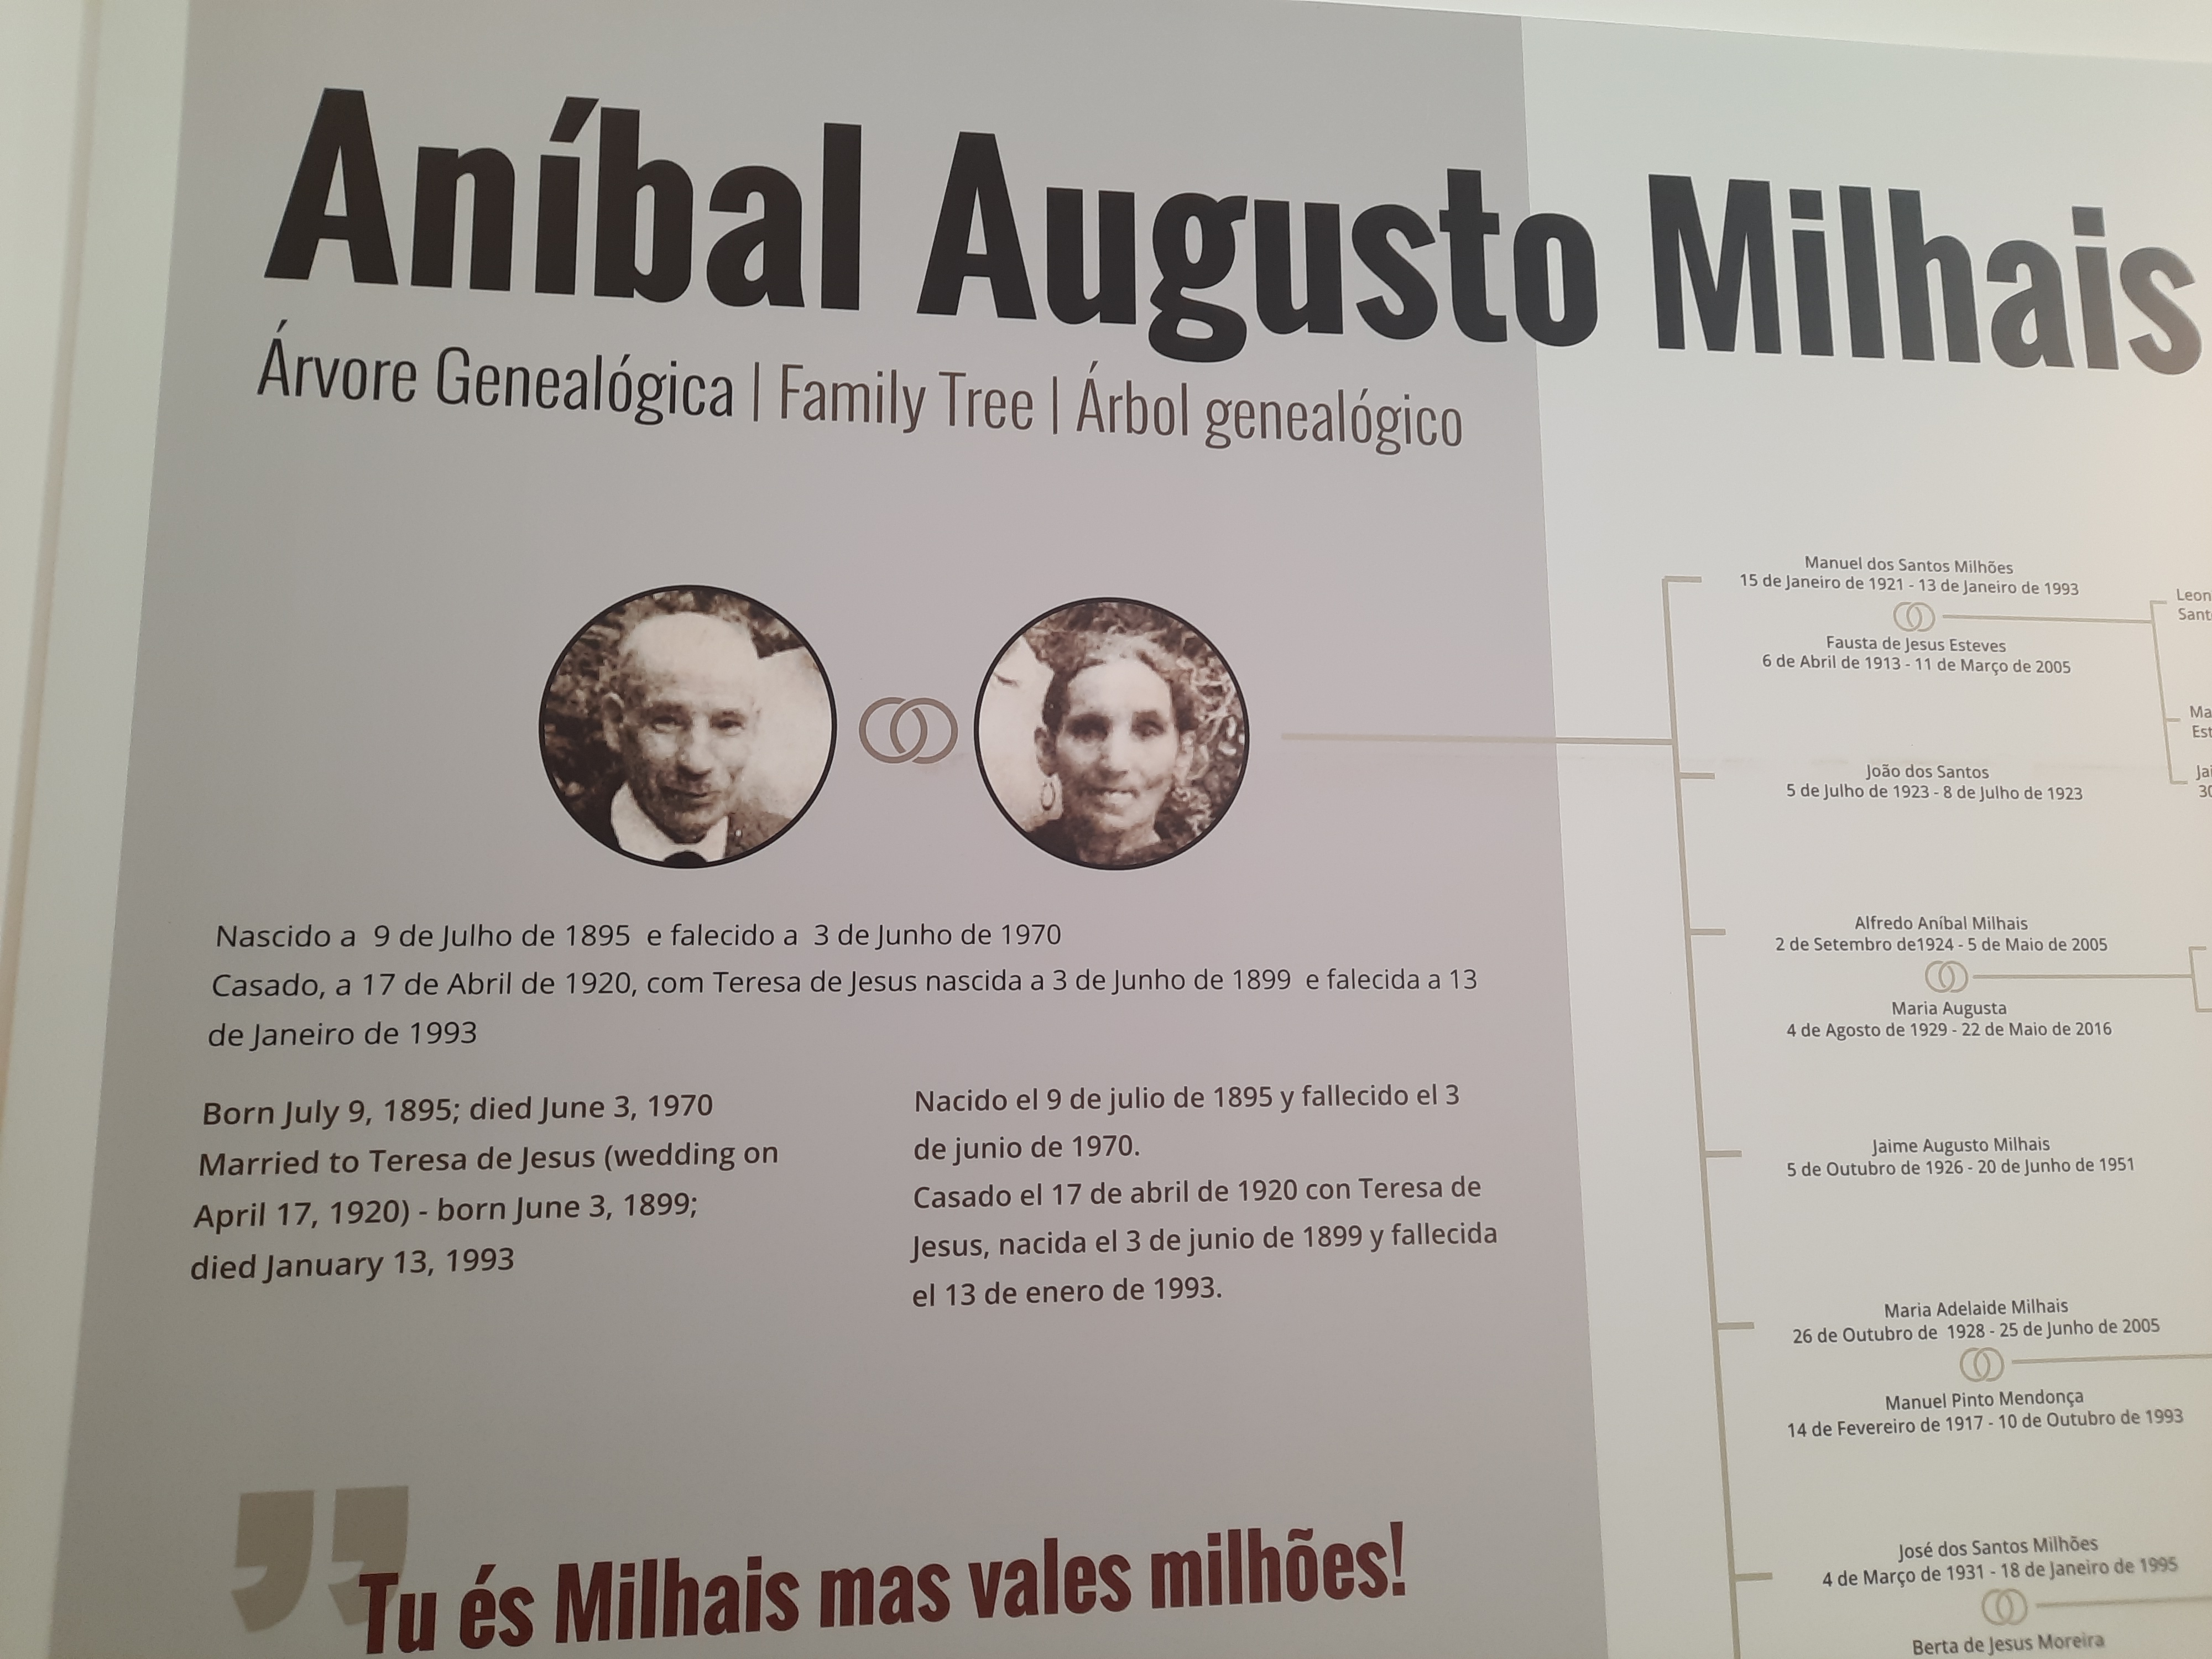 Aníbal Augusto Milhais
Árvore Genealógica | Family Tree | Árbol genealógico
Nascido a 9 de Julho de 1895 e falecido a 3 de Junho de 1970
Casado, a 17 de Abril de 1920, com Teresa de Jesus nascida a 3 de Junho de 1899 e falecida a 13
de Janeiro de 1993
Born July 9, 1895; died June 3, 1970
Married to Teresa de Jesus (wedding on
April 17, 1920) - born June 3, 1899;
died January 13, 1993
Nacido el 9 de julio de 1895 y fallecido el 3
de junio de 1970.
Casado el 17 de abril de 1920 con Teresa de
Jesus, nacida el 3 de junio de 1899 y fallecida
el 13 de enero de 1993.
” Tu és Milhais mas vales milhões!
Manuel dos Santos Milhões
15 de Janeiro de 1921 - 13 de Janeiro de 1993
Fausta de Jesus Esteves
6 de Abril de 1913 - 11 de Março de 2005
João dos Santos
5 de Julho de 1923 - 8 de Julho de 1923
Alfredo Aníbal Milhais
2 de Setembro de1924 - 5 de Maio de 2005
Maria Augusta
4 de Agosto de 1929 - 22 de Maio de 2016
Jaime Augusto Milhais
5 de Outubro de 1926 - 20 de Junho de 1951
Maria Adelaide Milhais
26 de Outubro de 1928 - 25 de Junho de 2005
Manuel Pinto Mendonça
14 de Fevereiro de 1917 - 10 de Outubro de 1993
José dos Santos Milhões
4 de Março de 1931 - 18 de Janeiro de 1995
Berta de Jesus Moreira